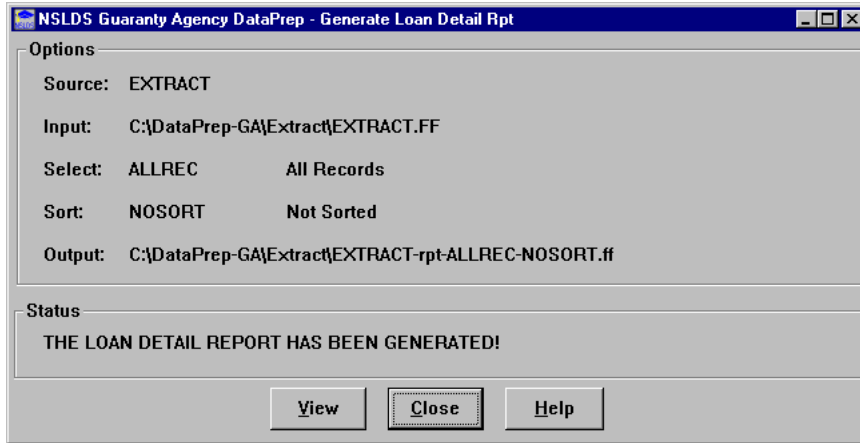 NSLDS Guaranty Agency DataPrep - Generate Loan Detail Rpt
Options
Source: EXTRACT
Input: C:\DataPrep-GA\Extract\EXTRACT.FF
Select: ALLREC All Records
Sort: NOSORT Not Sorted
Output: C:\DataPrep-GA\Extract\EXTRACT-rpt-ALLREC-NOSORT.ff
Status
THE LOAN DETAIL REPORT HAS BEEN GENERATED!
View Close Help